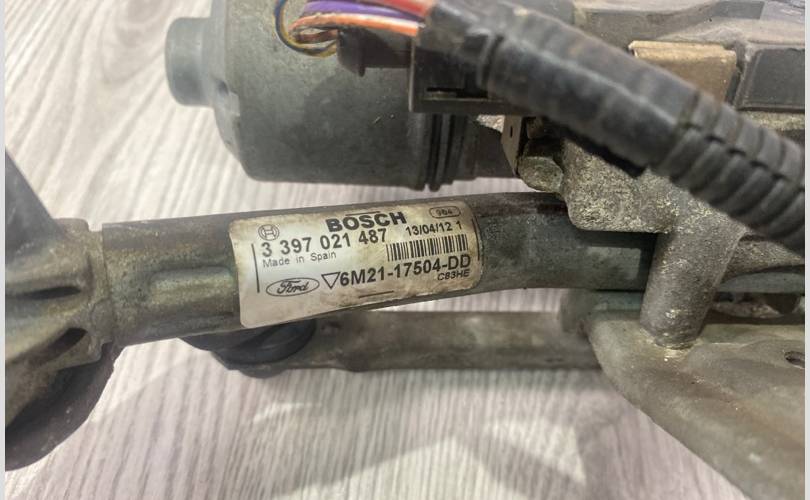 BOSCH
3 397 021 487 13/04/12 1
Made in Spain
Ford 6M21-17504-DD
C83HE